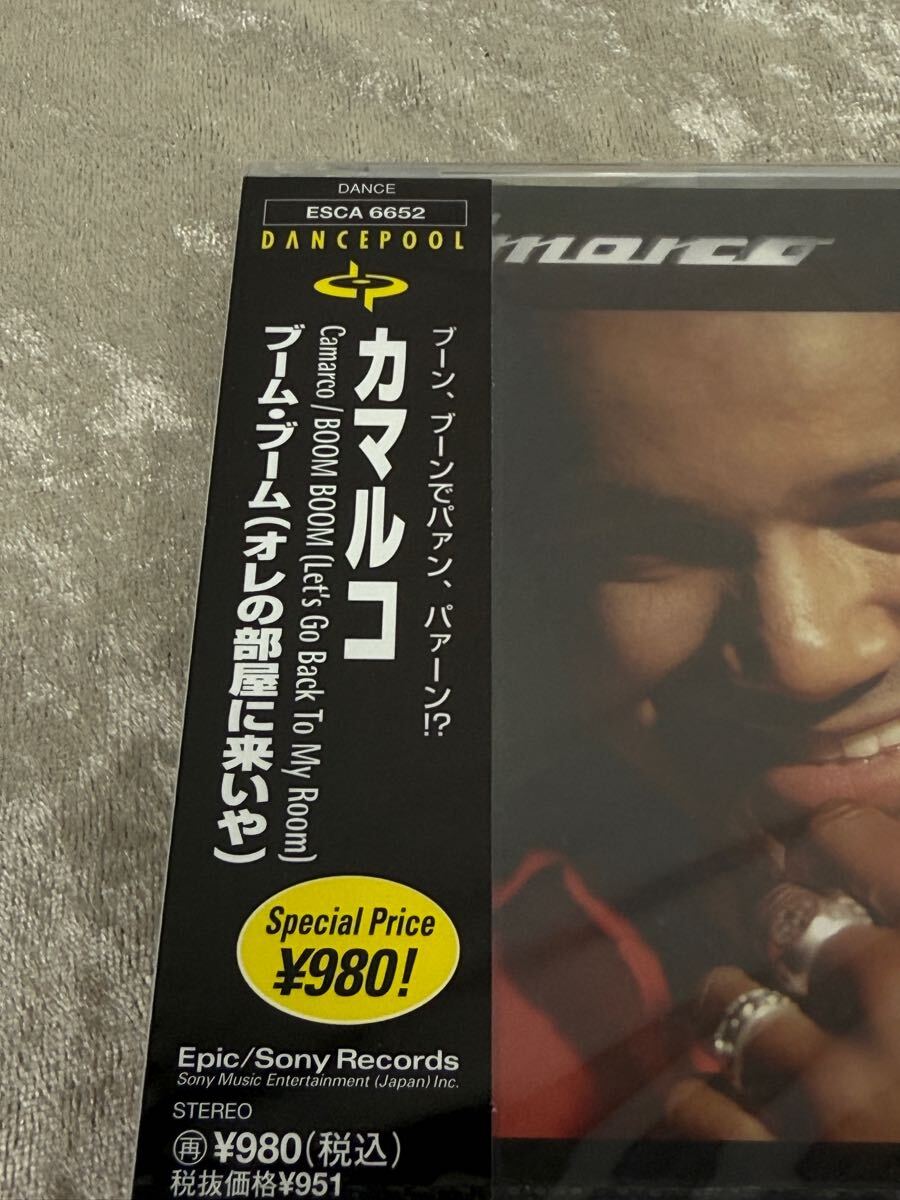 DANCE
ESCA 6652
DANCEPOOL
ブーン、ブーンでパァン、パァーン!?
カマルコ
Camarco / BOOM BOOM (Let's Go Back To My Room)
ブーム・ブーム(オレの部屋に来いや)
Special Price
¥980!
Epic/Sony Records
Sony Music Entertainment (Japan) Inc.
STEREO
再 ¥980(税込)
税抜価格¥951
marco